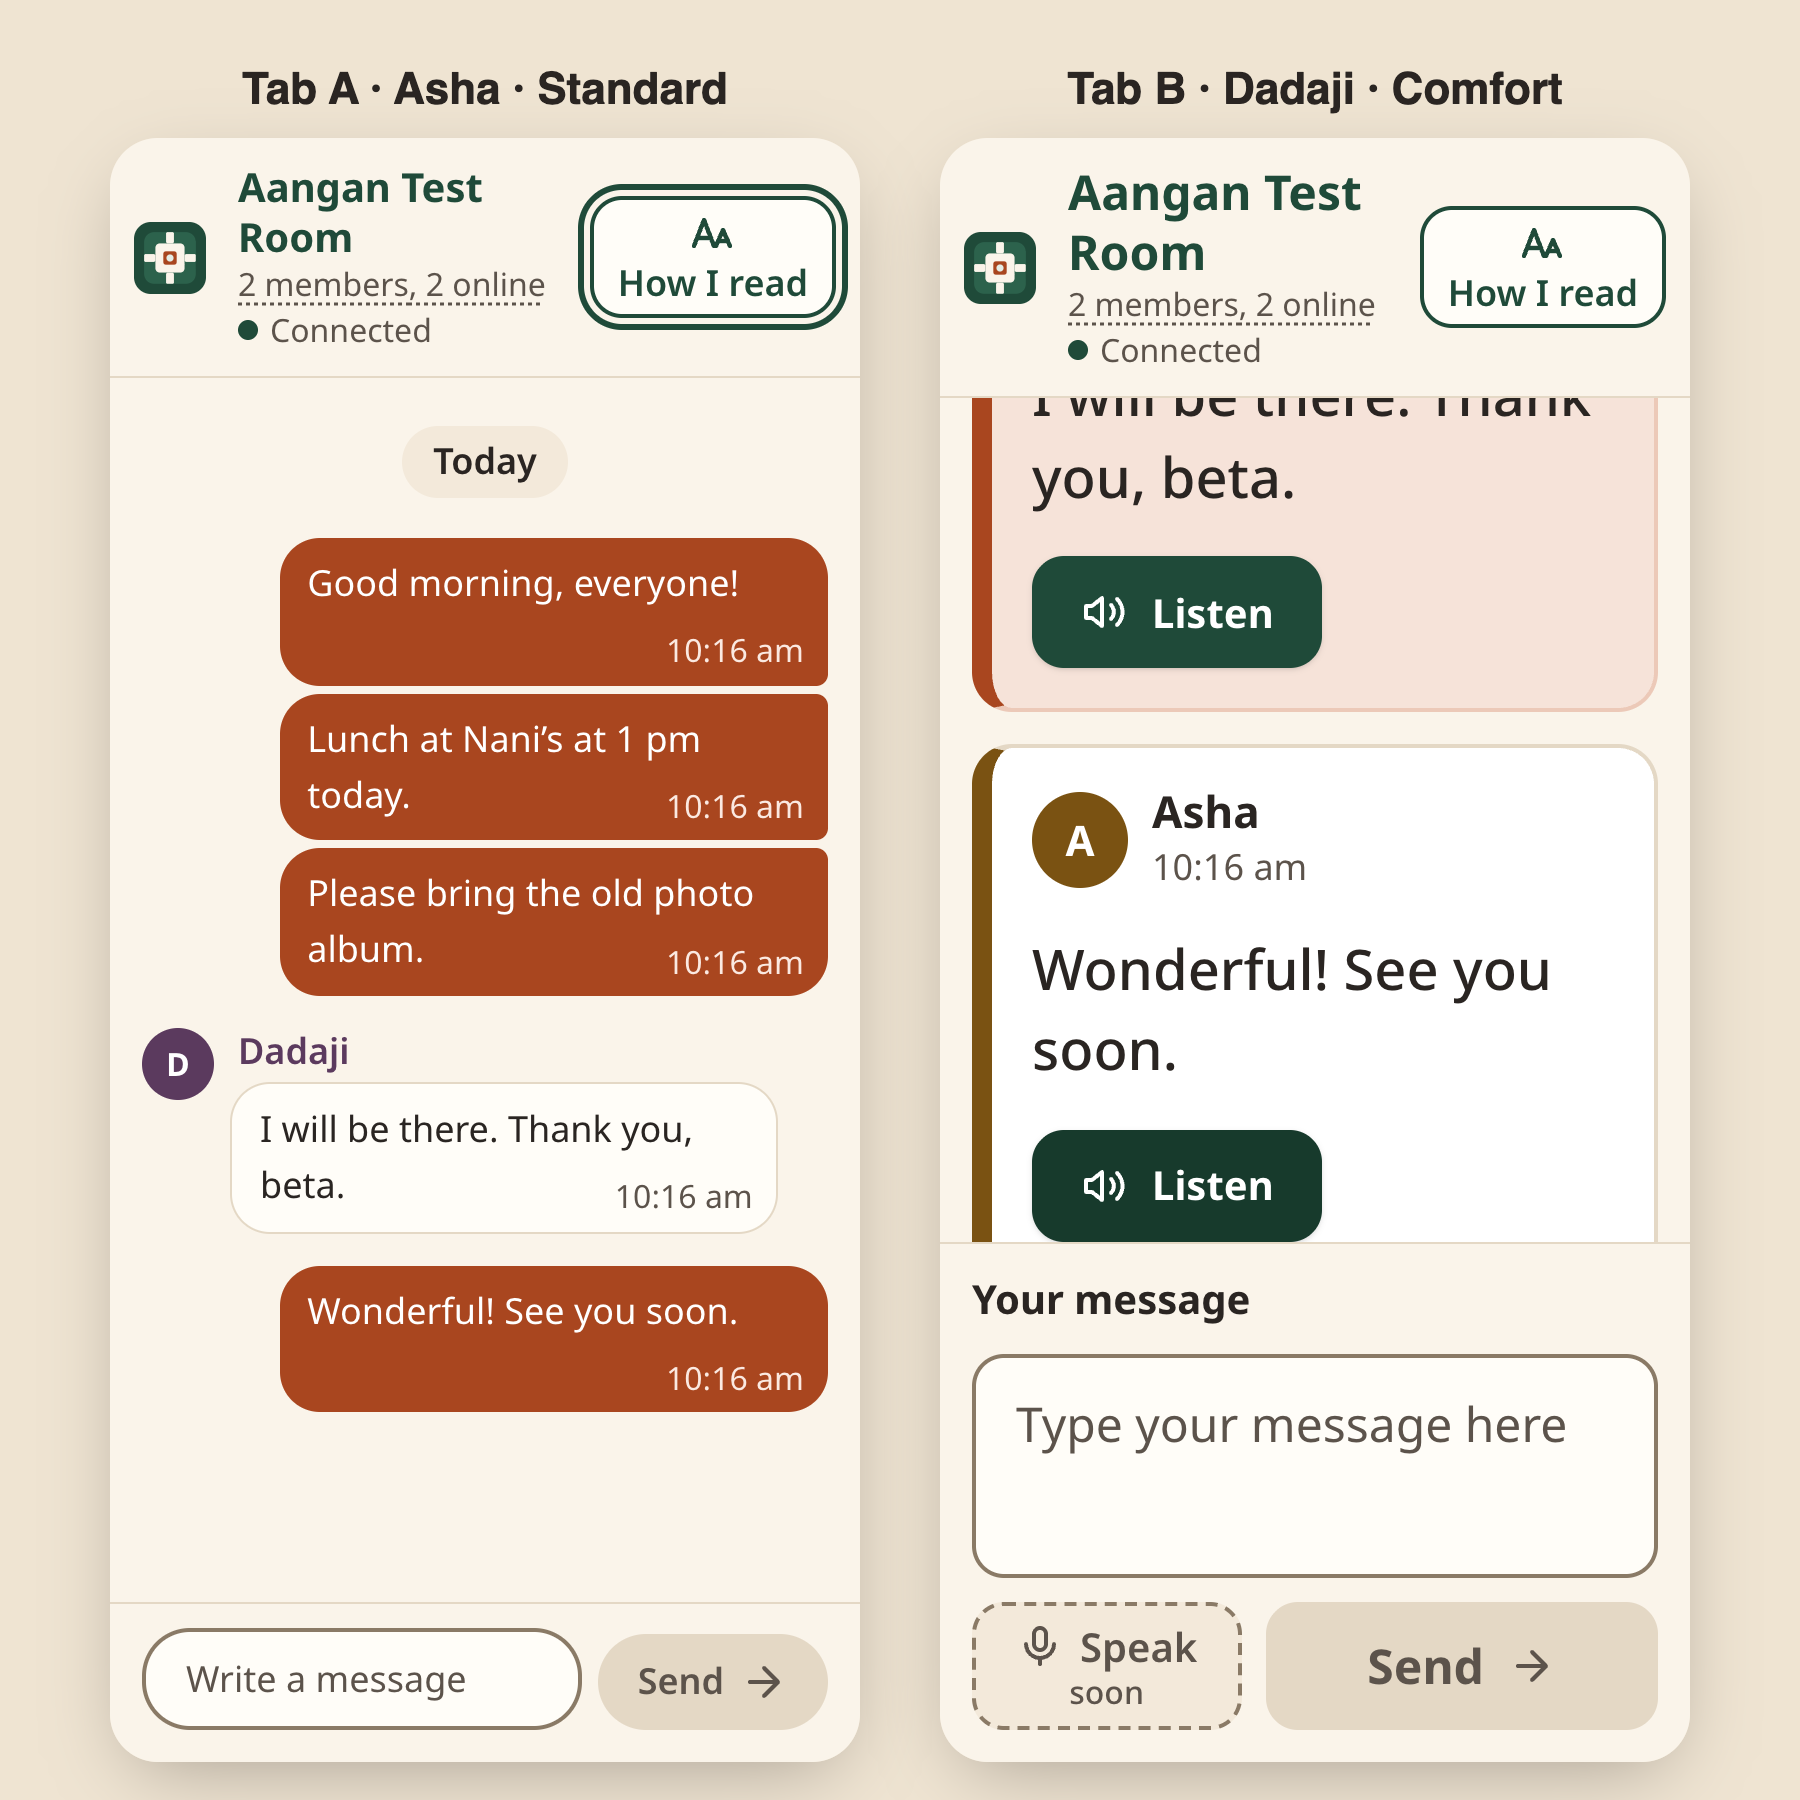 Tab A · Asha · Standard
Aangan Test
Room
2 members, 2 online
Connected
How I read
Today
Good morning, everyone!
10:16 am
Lunch at Nani’s at 1 pm
today.
10:16 am
Please bring the old photo
album.
10:16 am
D
Dadaji
I will be there. Thank you,
beta.
10:16 am
Wonderful! See you soon.
10:16 am
Write a message
Send
Tab B · Dadaji · Comfort
Aangan Test
Room
2 members, 2 online
Connected
How I read
I will be there. Thank
you, beta.
Listen
A
Asha
10:16 am
Wonderful! See you
soon.
Listen
Your message
Type your message here
Speak
soon
Send